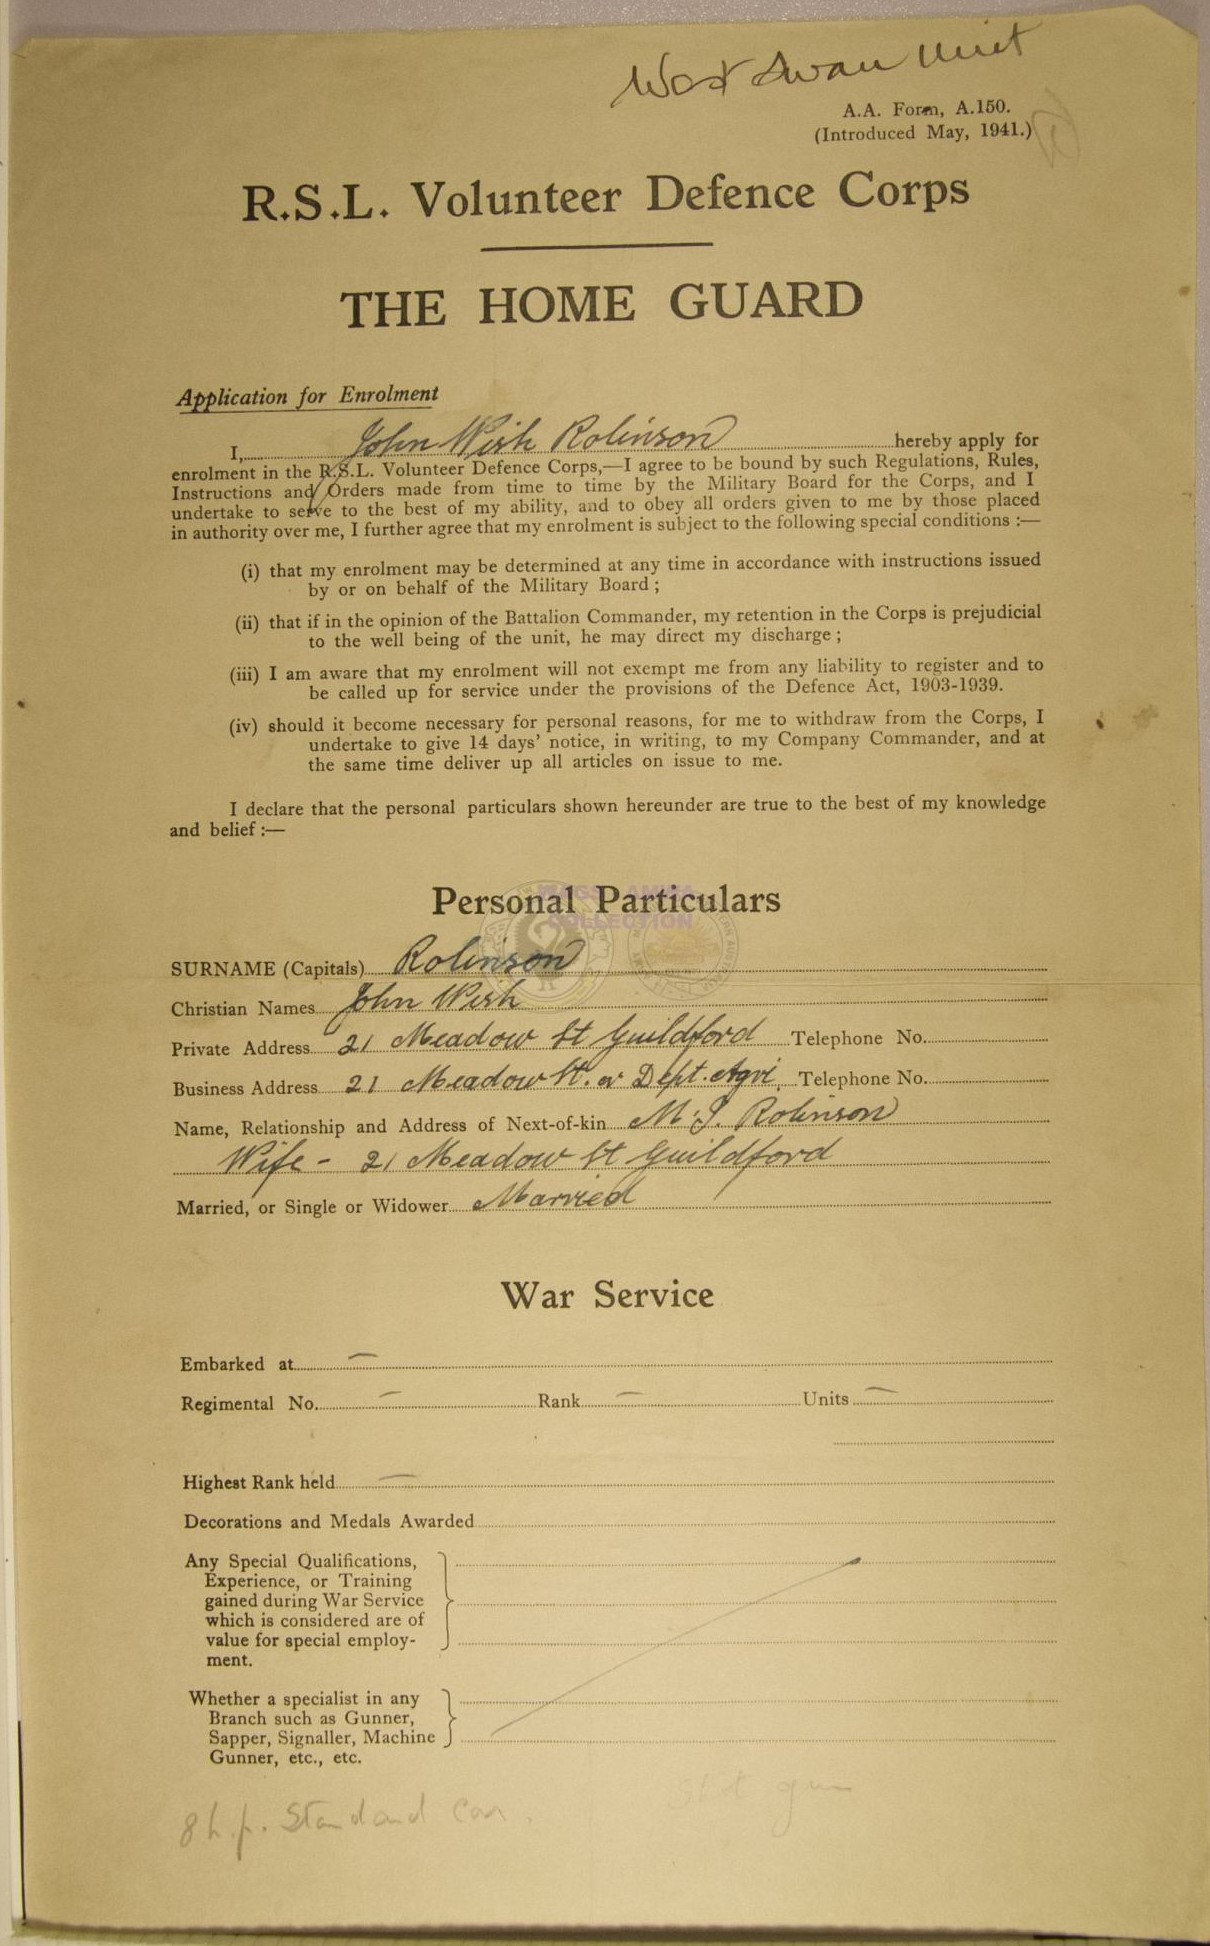 West Swan Unit
A.A. Form, A.150.
(Introduced May, 1941.)
R.S.L. Volunteer Defence Corps
THE HOME GUARD
Application for Enrolment
I, John Wish Robinson hereby apply for
enrolment in the R.S.L. Volunteer Defence Corps,—I agree to be bound by such Regulations, Rules,
Instructions and Orders made from time to time by the Military Board for the Corps, and I
undertake to serve to the best of my ability, and to obey all orders given to me by those placed
in authority over me, I further agree that my enrolment is subject to the following special conditions :—
(i) that my enrolment may be determined at any time in accordance with instructions issued
by or on behalf of the Military Board ;
(ii) that if in the opinion of the Battalion Commander, my retention in the Corps is prejudicial
to the well being of the unit, he may direct my discharge ;
(iii) I am aware that my enrolment will not exempt me from any liability to register and to
be called up for service under the provisions of the Defence Act, 1903-1939.
(iv) should it become necessary for personal reasons, for me to withdraw from the Corps, I
undertake to give 14 days' notice, in writing, to my Company Commander, and at
the same time deliver up all articles on issue to me.
I declare that the personal particulars shown hereunder are true to the best of my knowledge
and belief :—
COLLECTION
Personal Particulars
SURNAME (Capitals) Robinson
Christian Names John Wish
Private Address 21 Meadow St Guildford Telephone No.
Business Address 21 Meadow St. or Dept. Agri. Telephone No.
Name, Relationship and Address of Next-of-kin M. J. Robinson
Wife - 21 Meadow St Guildford
Married, or Single or Widower Married
War Service
Embarked at —
Regimental No. — Rank — Units —
Highest Rank held —
Decorations and Medals Awarded
Any Special Qualifications,
Experience, or Training
gained during War Service
which is considered are of
value for special employ-
ment.
Whether a specialist in any
Branch such as Gunner,
Sapper, Signaller, Machine
Gunner, etc., etc.
gun
8 h.p. Standard Car.